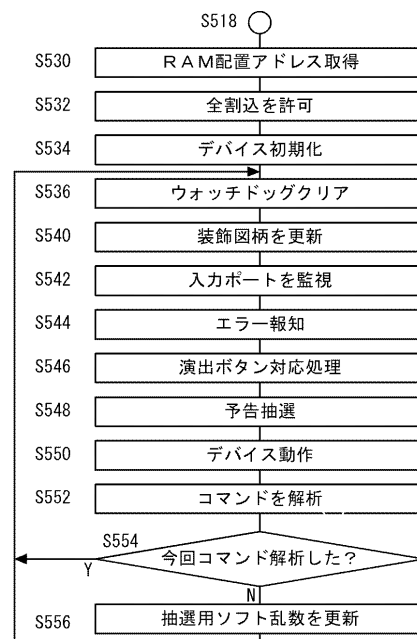 S518
S530 RAM配置アドレス取得
S532 全割込を許可
S534 デバイス初期化
S536 ウォッチドッグクリア
S540 装飾図柄を更新
S542 入力ポートを監視
S544 エラー報知
S546 演出ボタン対応処理
S548 予告抽選
S550 デバイス動作
S552 コマンドを解析
S554
今回コマンド解析した?
Y
N
S556 抽選用ソフト乱数を更新